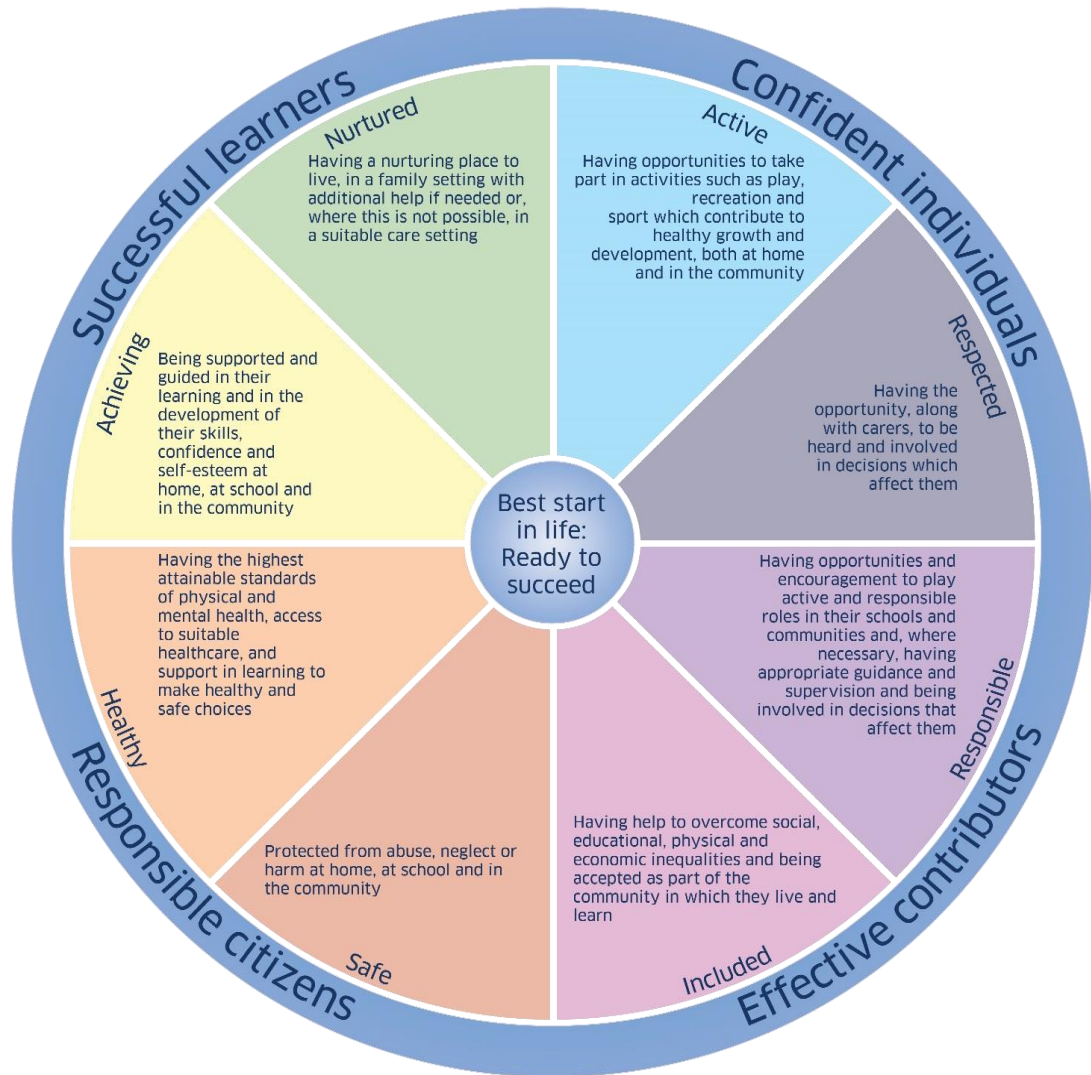 Successful learners
Confident individuals
Nurtured
Having a nurturing place to
live, in a family setting with
additional help if needed or,
where this is not possible, in
a suitable care setting
Active
Having opportunities to take
part in activities such as play,
recreation and
sport which contribute to
healthy growth and
development, both at home
and in the community
Achieving
Being supported and
guided in their
learning and in the
development of
their skills,
confidence and
self-esteem at
home, at school and
in the community
Respected
Having the
opportunity, along
with carers, to be
heard and involved
in decisions which
affect them
Best start
in life:
Ready to
succeed
Healthy
Having the highest
attainable standards
of physical and
mental health, access
to suitable
healthcare, and
support in learning to
make healthy and
safe choices
Responsible
Having opportunities and
encouragement to play
active and responsible
roles in their schools and
communities and, where
necessary, having
appropriate guidance and
supervision and being
involved in decisions that
affect them
Safe
Protected from abuse, neglect or
harm at home, at school and in
the community
Included
Having help to overcome social,
educational, physical and
economic inequalities and being
accepted as part of the
community in which they live and
learn
Responsible citizens
Effective contributors